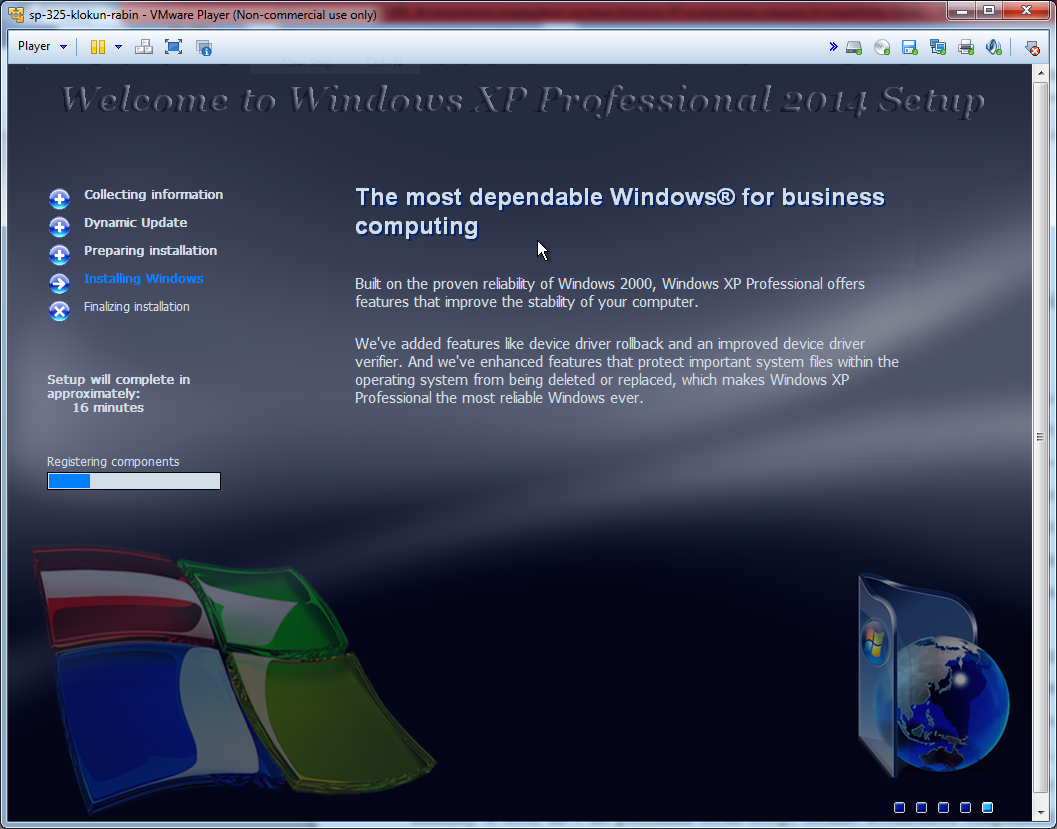 sp-325-klokun-rabin - VMware Player (Non-commercial use only)
Player
Welcome to Windows XP Professional 2014 Setup
Collecting information
Dynamic Update
Preparing installation
Installing Windows
Finalizing installation
Setup will complete in
approximately:
16 minutes
Registering components
The most dependable Windows® for business
computing
Built on the proven reliability of Windows 2000, Windows XP Professional offers
features that improve the stability of your computer.
We've added features like device driver rollback and an improved device driver
verifier. And we've enhanced features that protect important system files within the
operating system from being deleted or replaced, which makes Windows XP
Professional the most reliable Windows ever.